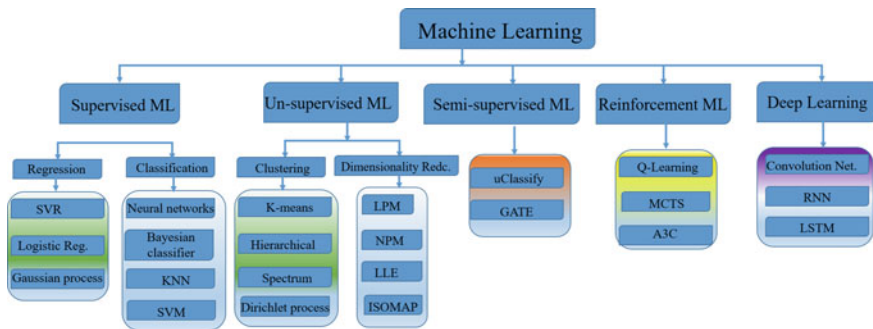 Machine Learning
Supervised ML
Un-supervised ML
Semi-supervised ML
Reinforcement ML
Deep Learning
Regression
Classification
Clustering
Dimensionality Redc.
SVR
Logistic Reg.
Gaussian process
Neural networks
Bayesian
classifier
KNN
SVM
K-means
Hierarchical
Spectrum
Dirichlet process
LPM
NPM
LLE
ISOMAP
uClassify
GATE
Q-Learning
MCTS
A3C
Convolution Net.
RNN
LSTM